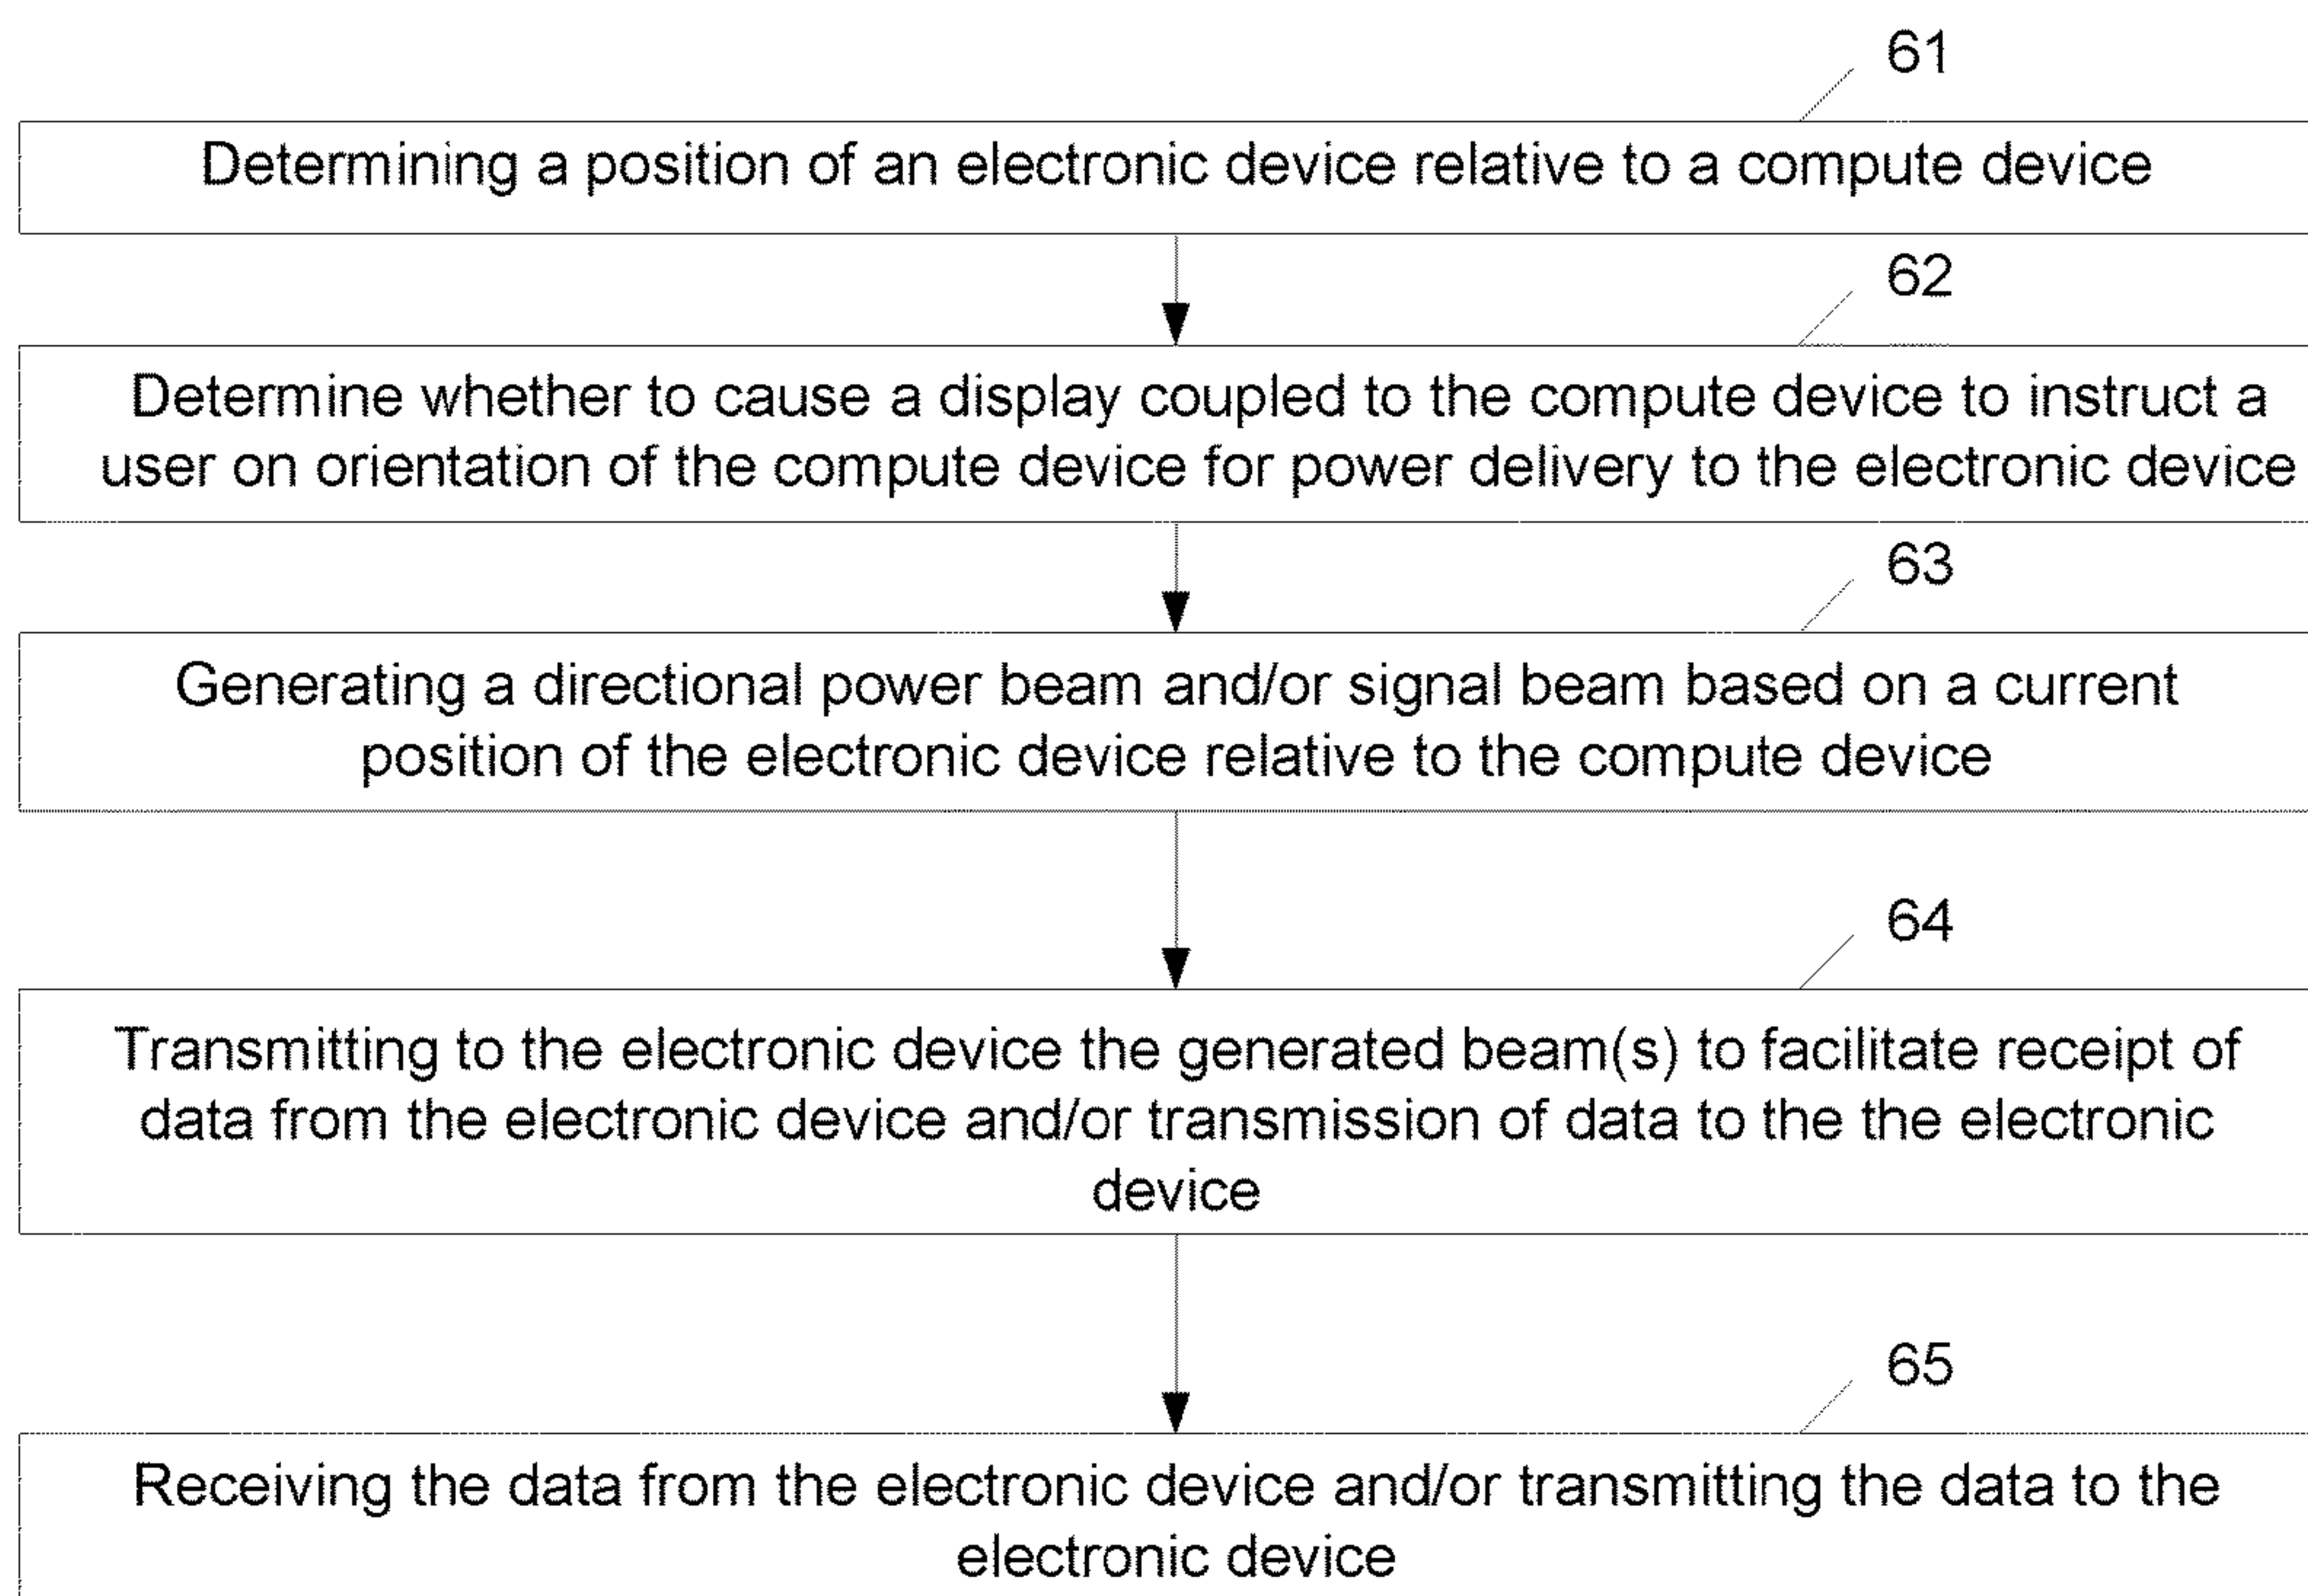 61
Determining a position of an electronic device relative to a compute device
62
Determine whether to cause a display coupled to the compute device to instruct a
user on orientation of the compute device for power delivery to the electronic device
63
Generating a directional power beam and/or signal beam based on a current
position of the electronic device relative to the compute device
64
Transmitting to the electronic device the generated beam(s) to facilitate receipt of
data from the electronic device and/or transmission of data to the the electronic
device
65
Receiving the data from the electronic device and/or transmitting the data to the
electronic device